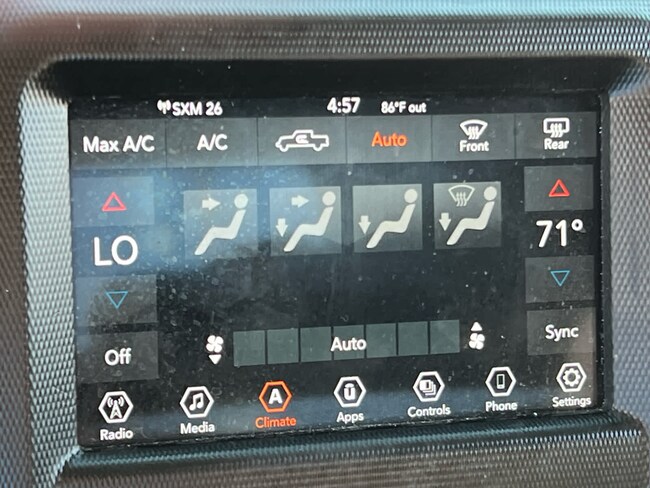 SXM 26 4:57 86°F out
Max A/C A/C Auto Front Rear
LO 71°
Off Auto Sync
Radio Media Climate Apps Controls Phone Settings
A ū